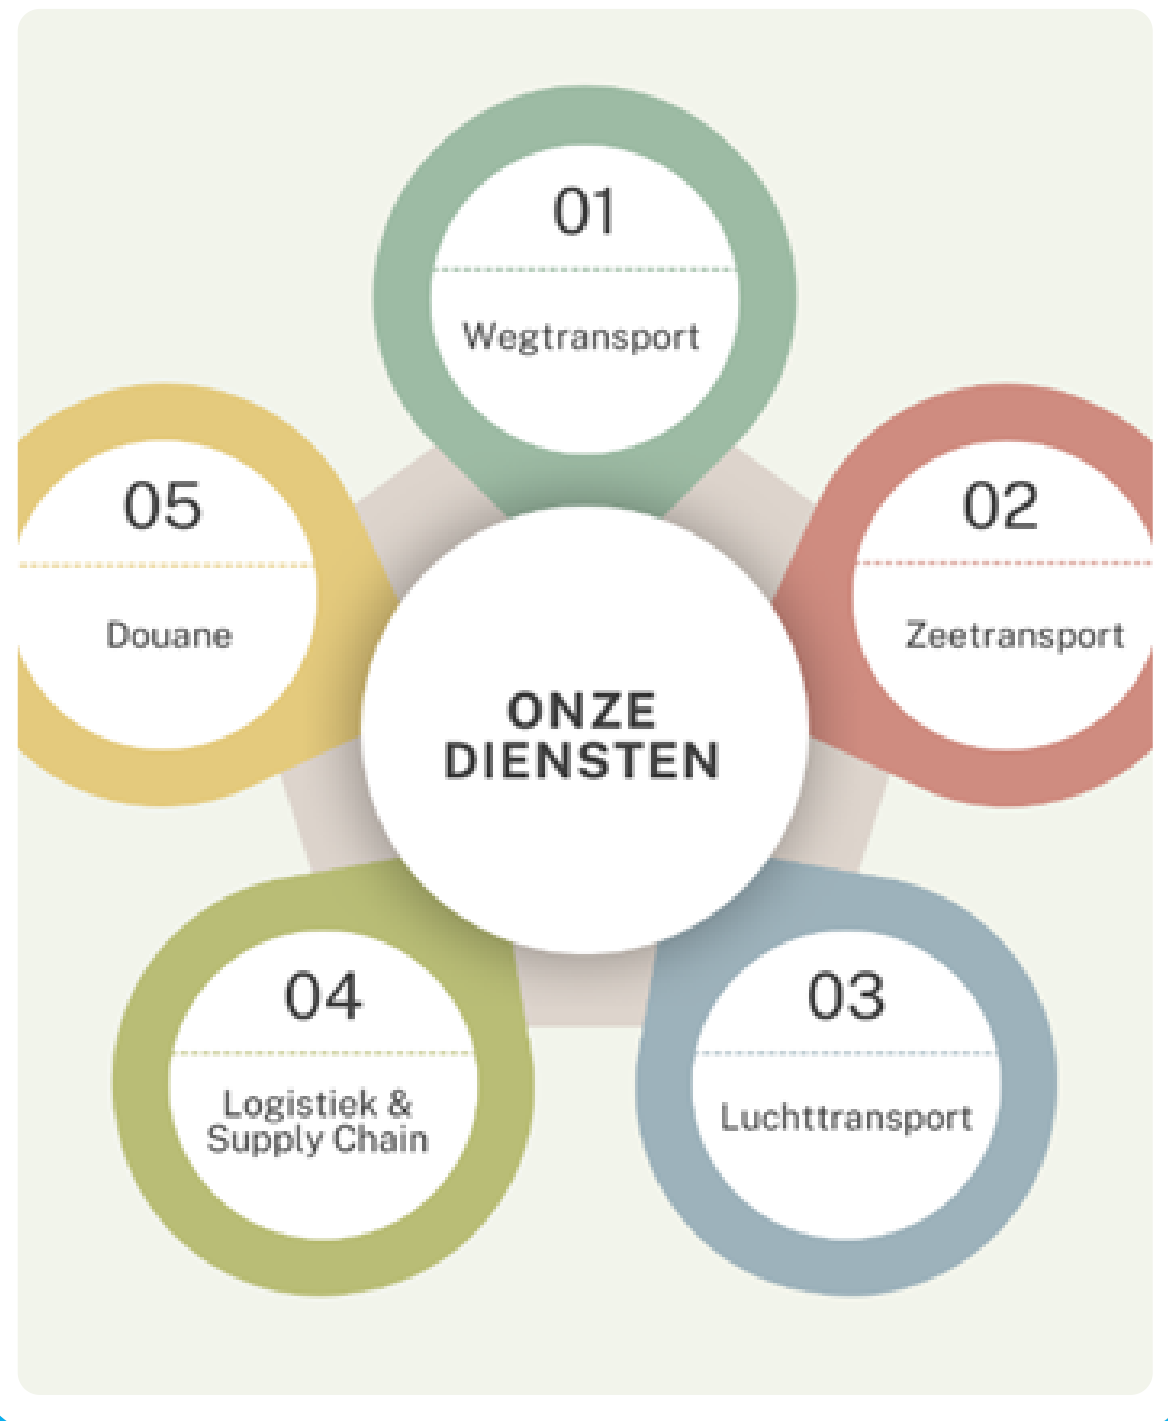 01
Wegtransport
02
Zeetransport
03
Luchttransport
04
Logistiek &
Supply Chain
05
Douane
ONZE
DIENSTEN